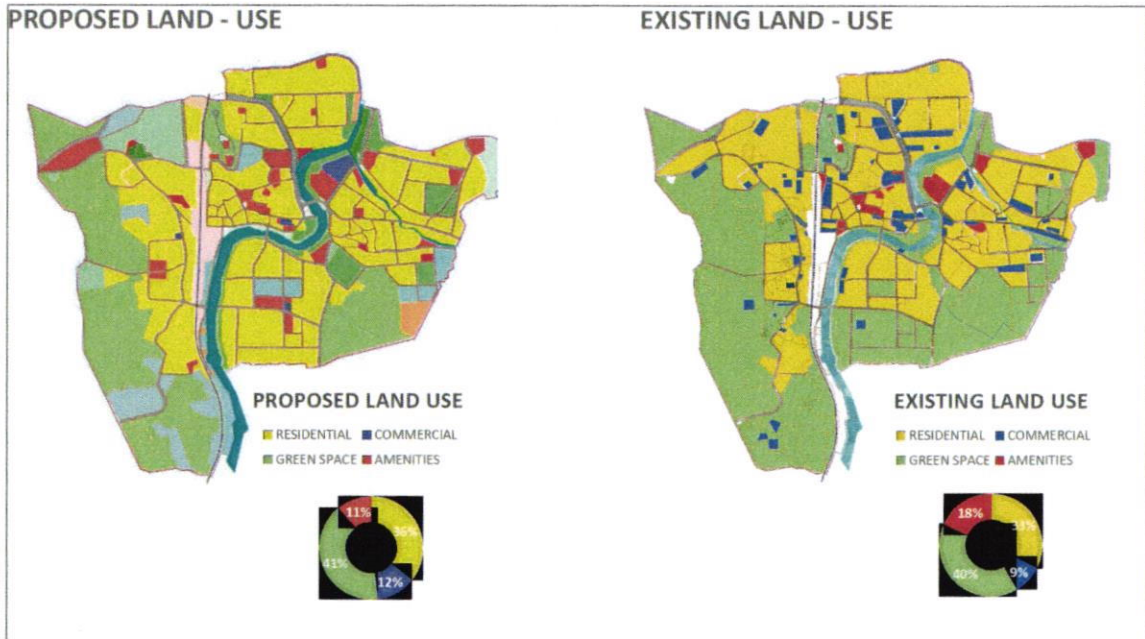 PROPOSED LAND - USE
EXISTING LAND - USE
PROPOSED LAND USE
RESIDENTIAL COMMERCIAL
GREEN SPACE AMENITIES
11%
36%
41%
12%
EXISTING LAND USE
RESIDENTIAL COMMERCIAL
GREEN SPACE AMENITIES
18%
33%
40%
9%